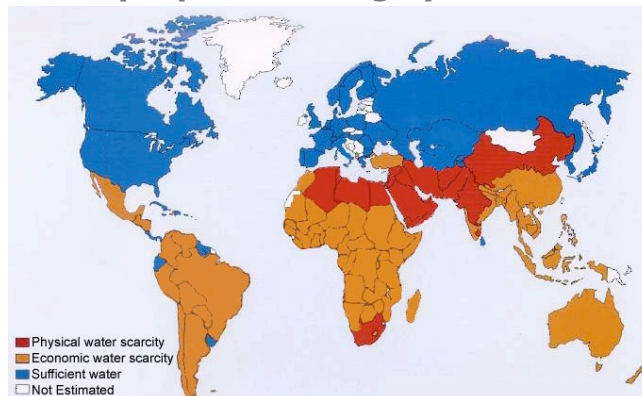 Physical water scarcity
Economic water scarcity
Sufficient water
Not Estimated